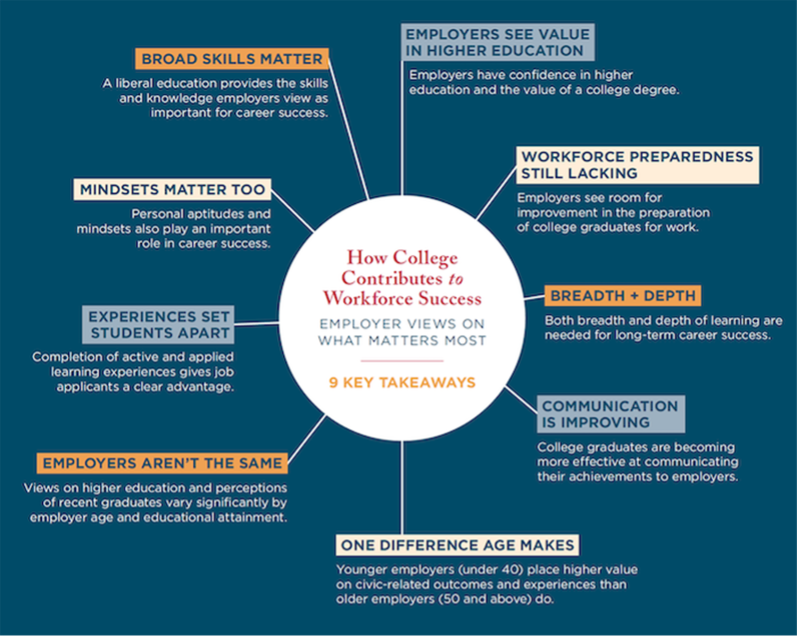 How College
Contributes to
Workforce Success
EMPLOYER VIEWS ON
WHAT MATTERS MOST
9 KEY TAKEAWAYS
EMPLOYERS SEE VALUE
IN HIGHER EDUCATION
Employers have confidence in higher
education and the value of a college degree.
WORKFORCE PREPAREDNESS
STILL LACKING
Employers see room for
improvement in the preparation
of college graduates for work.
BREADTH + DEPTH
Both breadth and depth of learning are
needed for long-term career success.
COMMUNICATION
IS IMPROVING
College graduates are becoming
more effective at communicating
their achievements to employers.
ONE DIFFERENCE AGE MAKES
Younger employers (under 40) place higher value
on civic-related outcomes and experiences than
older employers (50 and above) do.
EMPLOYERS AREN'T THE SAME
Views on higher education and perceptions
of recent graduates vary significantly by
employer age and educational attainment.
EXPERIENCES SET
STUDENTS APART
Completion of active and applied
learning experiences gives job
applicants a clear advantage.
MINDSETS MATTER TOO
Personal aptitudes and
mindsets also play an important
role in career success.
BROAD SKILLS MATTER
A liberal education provides the skills
and knowledge employers view as
important for career success.